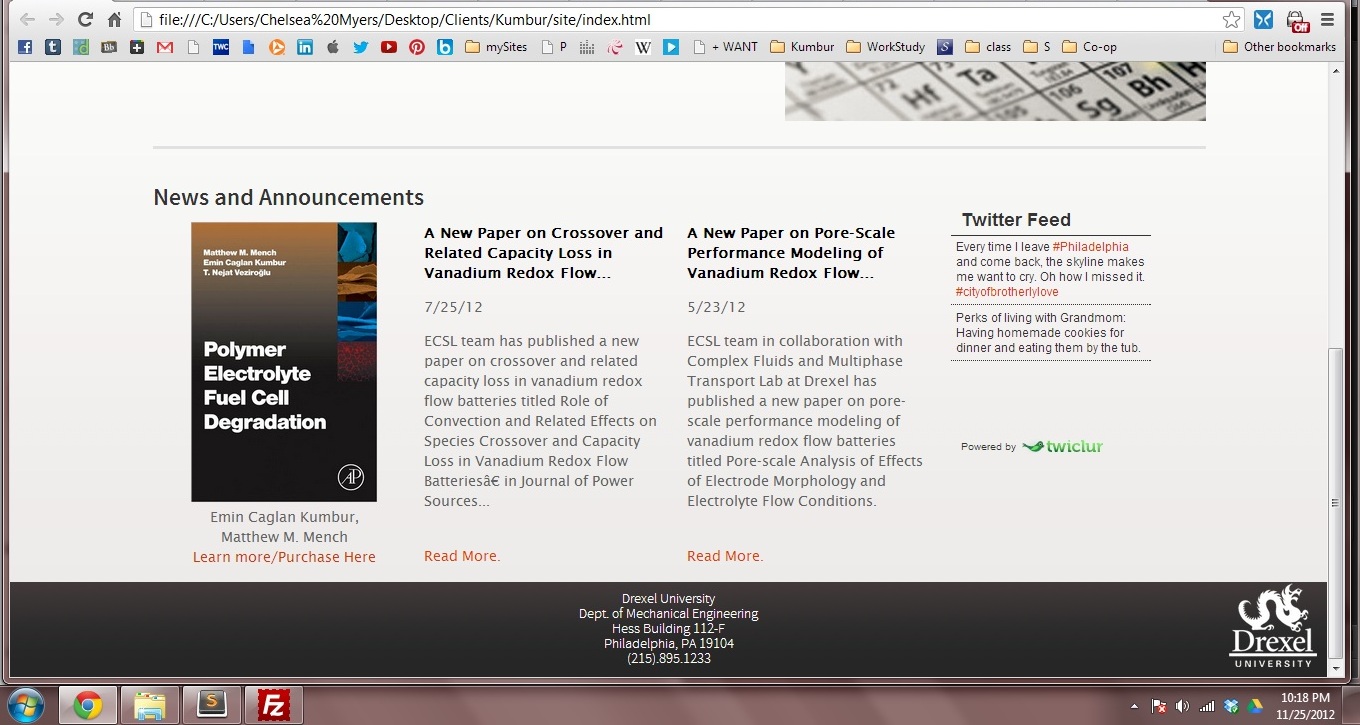 file:///C:/Users/Chelsea%20Myers/Desktop/Clients/Kumbur/site/index.html
Off
mySites
P
W
+ WANT
Kumbur
WorkStudy
S
class
S
Co-op
Other bookmarks
72
73
Hf
Ta
105
106
Sg
107
Bh
News and Announcements
Matthew M. Mench
Emin Caglan Kumbur
T. Nejat Veziroğlu
Polymer
Electrolyte
Fuel Cell
Degradation
AP
Emin Caglan Kumbur,
Matthew M. Mench
Learn more/Purchase Here
A New Paper on Crossover and
Related Capacity Loss in
Vanadium Redox Flow...
7/25/12
ECSL team has published a new
paper on crossover and related
capacity loss in vanadium redox
flow batteries titled Role of
Convection and Related Effects on
Species Crossover and Capacity
Loss in Vanadium Redox Flow
Batteriesâ€ in Journal of Power
Sources...
Read More.
A New Paper on Pore-Scale
Performance Modeling of
Vanadium Redox Flow...
5/23/12
ECSL team in collaboration with
Complex Fluids and Multiphase
Transport Lab at Drexel has
published a new paper on pore-
scale performance modeling of
vanadium redox flow batteries
titled Pore-scale Analysis of Effects
of Electrode Morphology and
Electrolyte Flow Conditions.
Read More.
Twitter Feed
Every time I leave #Philadelphia
and come back, the skyline makes
me want to cry. Oh how I missed it.
#cityofbrotherlylove
Perks of living with Grandmom:
Having homemade cookies for
dinner and eating them by the tub.
Powered by twiclur
Drexel University
Dept. of Mechanical Engineering
Hess Building 112-F
Philadelphia, PA 19104
(215).895.1233
Drexel
UNIVERSITY
10:18 PM
11/25/2012